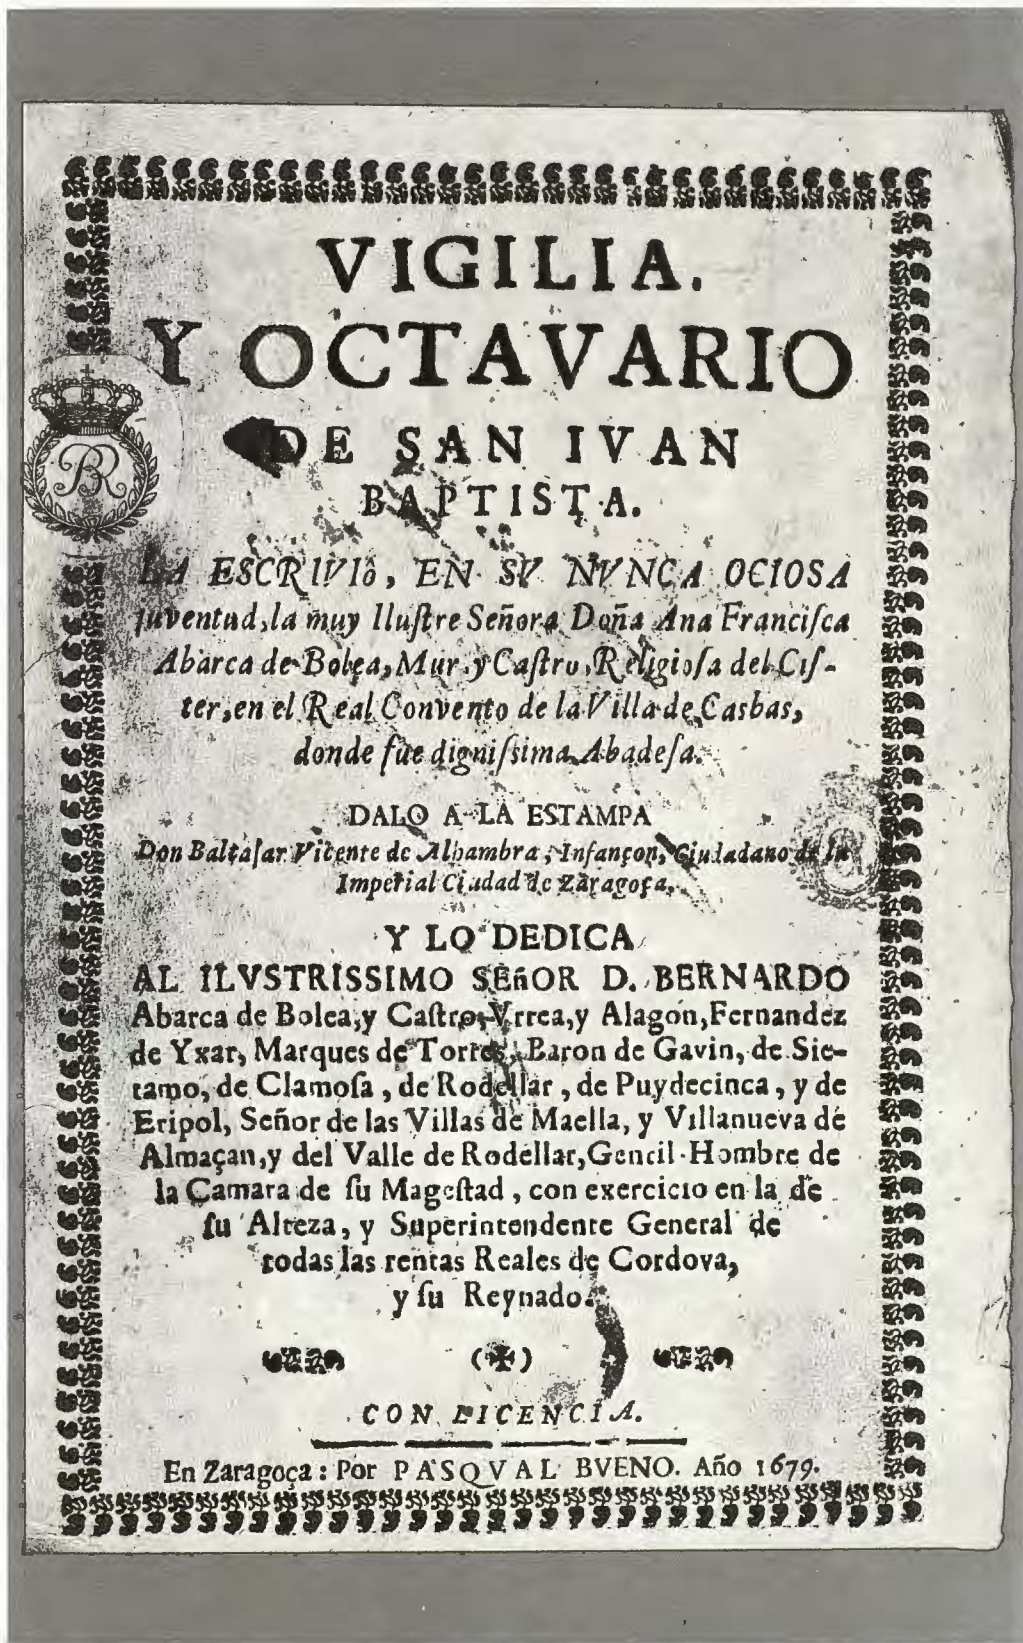 VIGILIA.
Y OCTAVARIO
DE SAN IVAN
BAPTISTA.
LA ESCRIVIô, EN SV NVNCA OCIOSA
juventud, la muy Iluſtre Señora Doña Ana Franciſca
Abarca de Bolea, Mur, y Caſtro, Religioſa del Ciſ-
ter, en el Real Convento de la Villa de Casbas,
donde fue digniſsima Abadeſa.
DALO A LA ESTAMPA
Don Baltaſar Vicente de Alhambra, Infançon, Ciudadano de la
Imperial Ciudad de Zaragoça,
Y LO DEDICA
AL ILVSTRISSIMO SEñOR D. BERNARDO
Abarca de Bolea, y Caſtro, Vrrea, y Alagon, Fernandez
de Yxar, Marques de Torres, Baron de Gavin, de Sie-
tamo, de Clamoſa, de Rodellar, de Puydecinca, y de
Eripol, Señor de las Villas de Maella, y Villanueva de
Almaçan, y del Valle de Rodellar, Gentil-Hombre de
la Camara de ſu Mageſtad, con exercicio en la de
ſu Alteza, y Superintendente General de
todas las rentas Reales de Cordova,
y ſu Reynado.
(✠)
CON LICENCIA.
En Zaragoça: Por PASQVAL BVENO. Año 1679.
BR